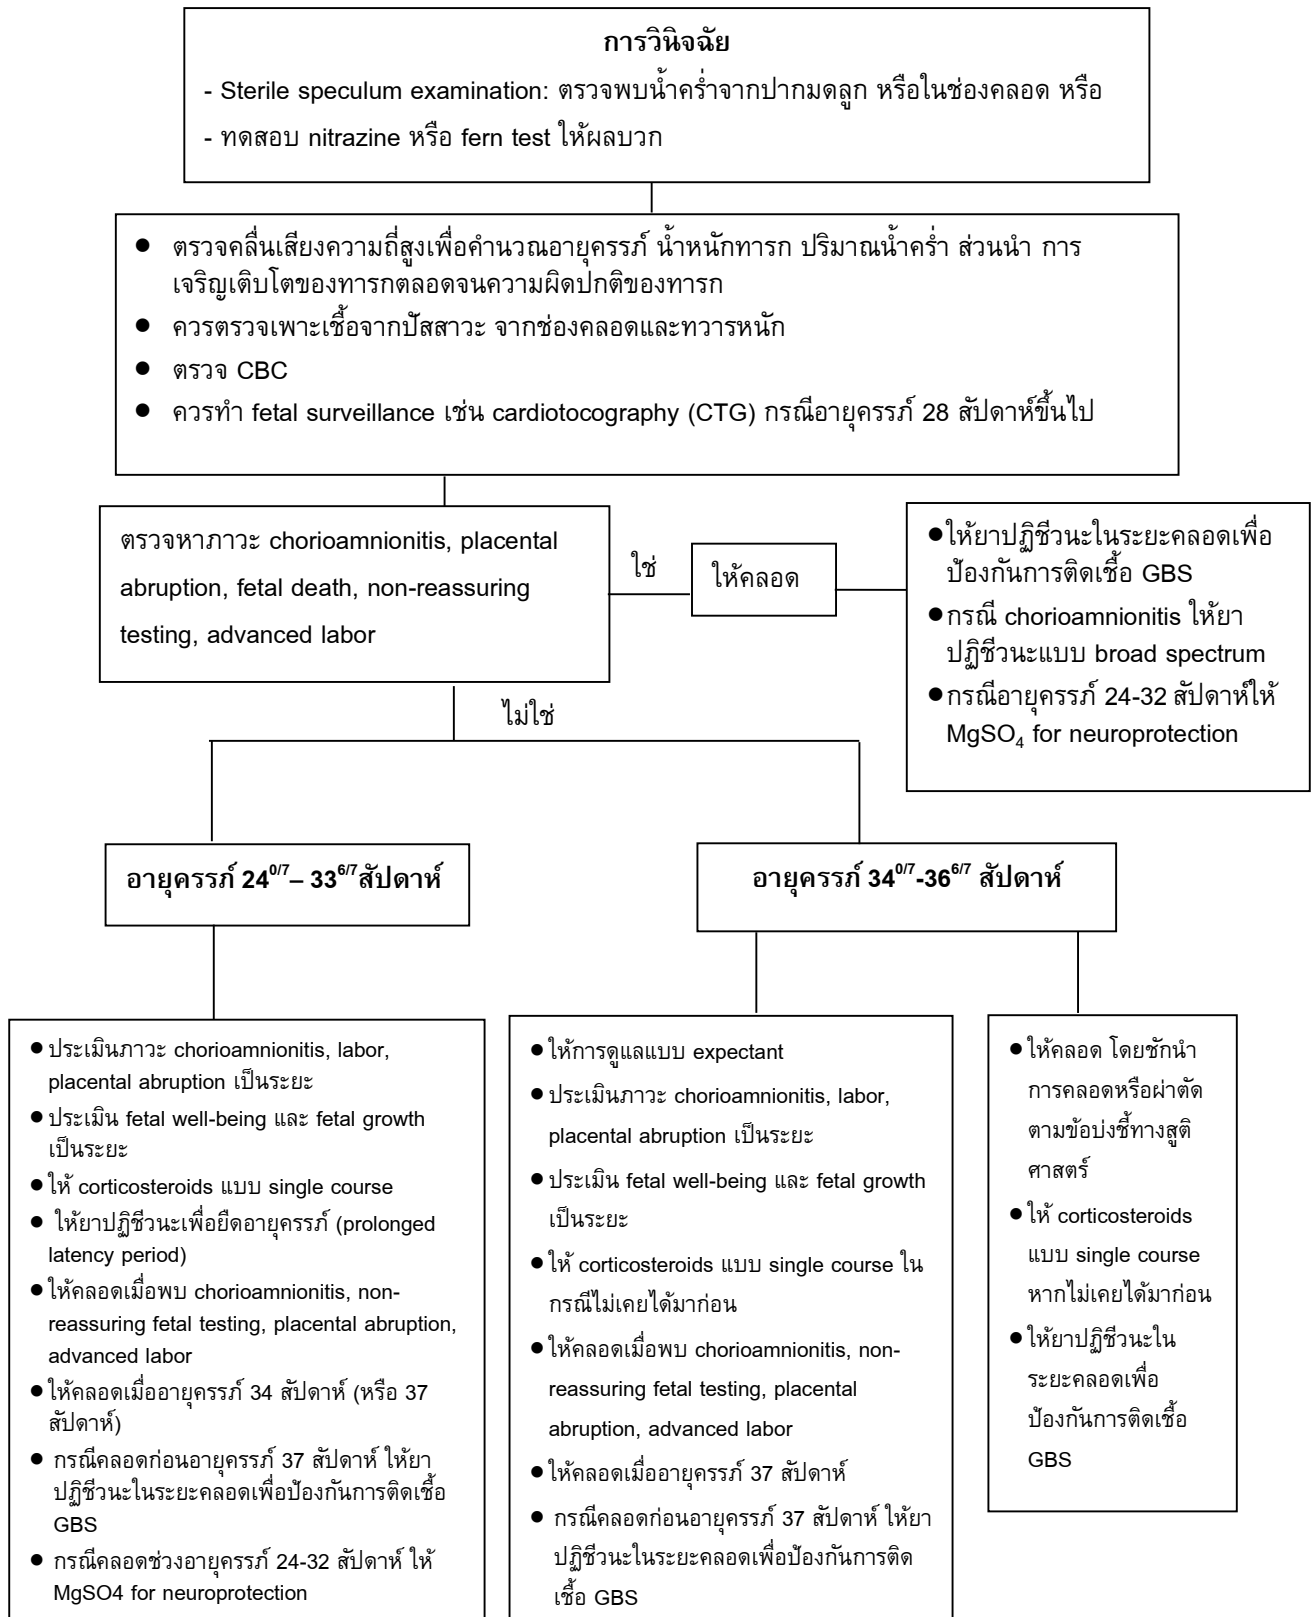 การวินิจฉัย
- Sterile speculum examination: ตรวจพบน้ำคร่ำจากปากมดลูก หรือในช่องคลอด หรือ
- ทดสอบ nitrazine หรือ fern test ให้ผลบวก
● ตรวจคลื่นเสียงความถี่สูงเพื่อคำนวณอายุครรภ์ น้ำหนักทารก ปริมาณน้ำคร่ำ ส่วนนำ การ
เจริญเติบโตของทารกตลอดจนความผิดปกติของทารก
● ควรตรวจเพาะเชื้อจากปัสสาวะ จากช่องคลอดและทวารหนัก
● ตรวจ CBC
● ควรทำ fetal surveillance เช่น cardiotocography (CTG) กรณีอายุครรภ์ 28 สัปดาห์ขึ้นไป
ตรวจหาภาวะ chorioamnionitis, placental
abruption, fetal death, non-reassuring
testing, advanced labor
ใช่
ให้คลอด
● ให้ยาปฏิชีวนะในระยะคลอดเพื่อ
ป้องกันการติดเชื้อ GBS
● กรณี chorioamnionitis ให้ยา
ปฏิชีวนะแบบ broad spectrum
● กรณีอายุครรภ์ 24-32 สัปดาห์ให้
MgSO₄ for neuroprotection
ไม่ใช่
อายุครรภ์ 24⁰ᐟ⁷– 33⁶ᐟ⁷สัปดาห์
อายุครรภ์ 34⁰ᐟ⁷-36⁶ᐟ⁷ สัปดาห์
● ประเมินภาวะ chorioamnionitis, labor,
placental abruption เป็นระยะ
● ประเมิน fetal well-being และ fetal growth
เป็นระยะ
● ให้ corticosteroids แบบ single course
● ให้ยาปฏิชีวนะเพื่อยืดอายุครรภ์ (prolonged
latency period)
● ให้คลอดเมื่อพบ chorioamnionitis, non-
reassuring fetal testing, placental abruption,
advanced labor
● ให้คลอดเมื่ออายุครรภ์ 34 สัปดาห์ (หรือ 37
สัปดาห์)
● กรณีคลอดก่อนอายุครรภ์ 37 สัปดาห์ ให้ยา
ปฏิชีวนะในระยะคลอดเพื่อป้องกันการติดเชื้อ
GBS
● กรณีคลอดช่วงอายุครรภ์ 24-32 สัปดาห์ ให้
MgSO4 for neuroprotection
● ให้การดูแลแบบ expectant
● ประเมินภาวะ chorioamnionitis, labor,
placental abruption เป็นระยะ
● ประเมิน fetal well-being และ fetal growth
เป็นระยะ
● ให้ corticosteroids แบบ single course ใน
กรณีไม่เคยได้มาก่อน
● ให้คลอดเมื่อพบ chorioamnionitis, non-
reassuring fetal testing, placental
abruption, advanced labor
● ให้คลอดเมื่ออายุครรภ์ 37 สัปดาห์
● กรณีคลอดก่อนอายุครรภ์ 37 สัปดาห์ ให้ยา
ปฏิชีวนะในระยะคลอดเพื่อป้องกันการติด
เชื้อ GBS
● ให้คลอด โดยชักนำ
การคลอดหรือผ่าตัด
ตามข้อบ่งชี้ทางสูติ
ศาสตร์
● ให้ corticosteroids
แบบ single course
หากไม่เคยได้มาก่อน
● ให้ยาปฏิชีวนะใน
ระยะคลอดเพื่อ
ป้องกันการติดเชื้อ
GBS